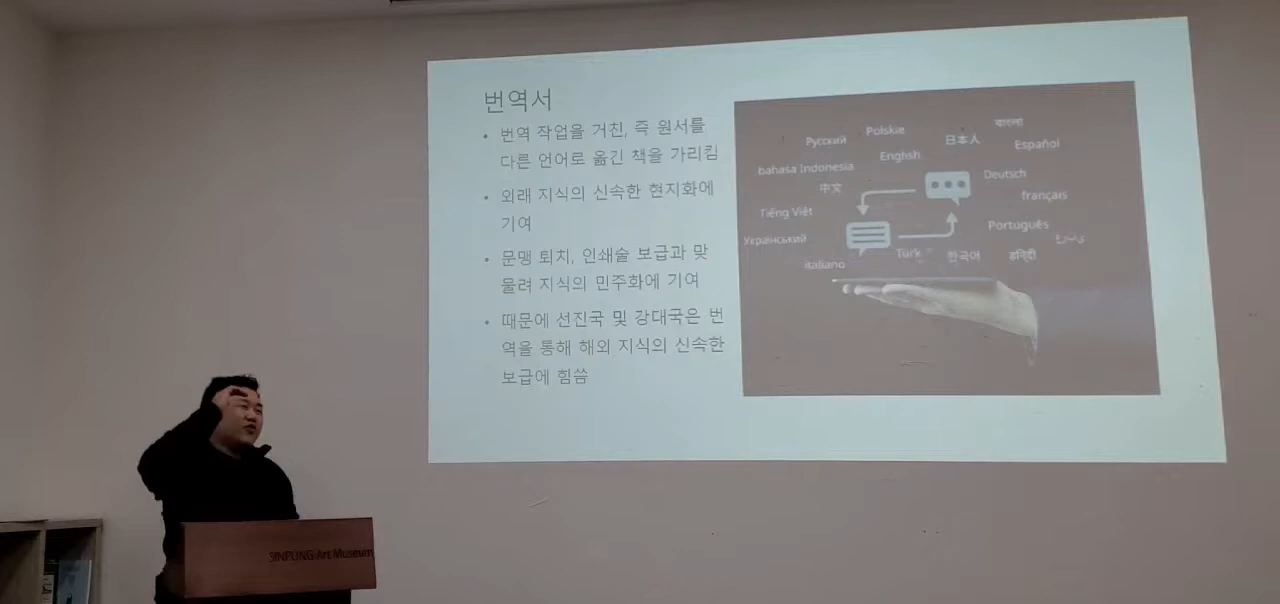 번역서
• 번역 작업을 거친, 즉 원서를
다른 언어로 옮긴 책을 가리킴
• 외래 지식의 신속한 현지화에
기여
• 문맹 퇴치, 인쇄술 보급과 맞
물려 지식의 민주화에 기여
• 때문에 선진국 및 강대국은 번
역을 통해 해외 지식의 신속한
보급에 힘씀
বাংলা
Русский
Polskie
日本人
Español
bahasa Indonesia
English
中文
Deutsch
français
Tiếng Việt
Português
Український
Türk
한국어
italiano
SINPUNG Art Museum